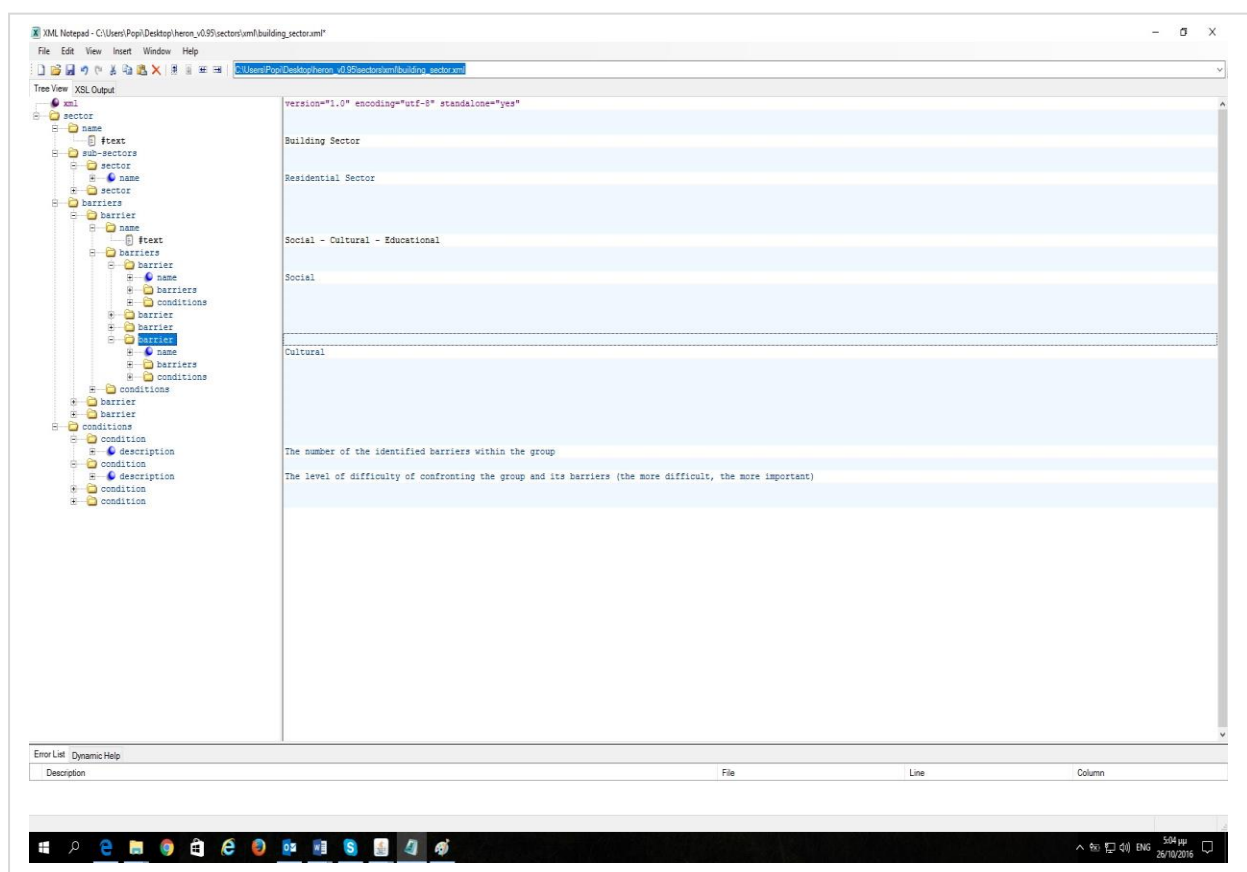 XML Notepad - C:\Users\Popi\Desktop\heron_v0.95\sectors\xml\building_sector.xml*
File Edit View Insert Window Help
C:\Users\Popi\Desktop\heron_v0.95\sectors\xml\building_sector.xml
Tree View XSL Output
xml version="1.0" encoding="utf-8" standalone="yes"
sector
name
#text Building Sector
sub-sectors
sector
name Residential Sector
sector
barriers
barrier
name
#text Social - Cultural - Educational
barriers
barrier
name Social
barriers
conditions
barrier
barrier
barrier
name Cultural
barriers
conditions
conditions
barrier
barrier
conditions
condition
description The number of the identified barriers within the group
condition
description The level of difficulty of confronting the group and its barriers (the more difficult, the more important)
condition
condition
Error List Dynamic Help
Description File Line Column
ENG 5:04 μμ
26/10/2016